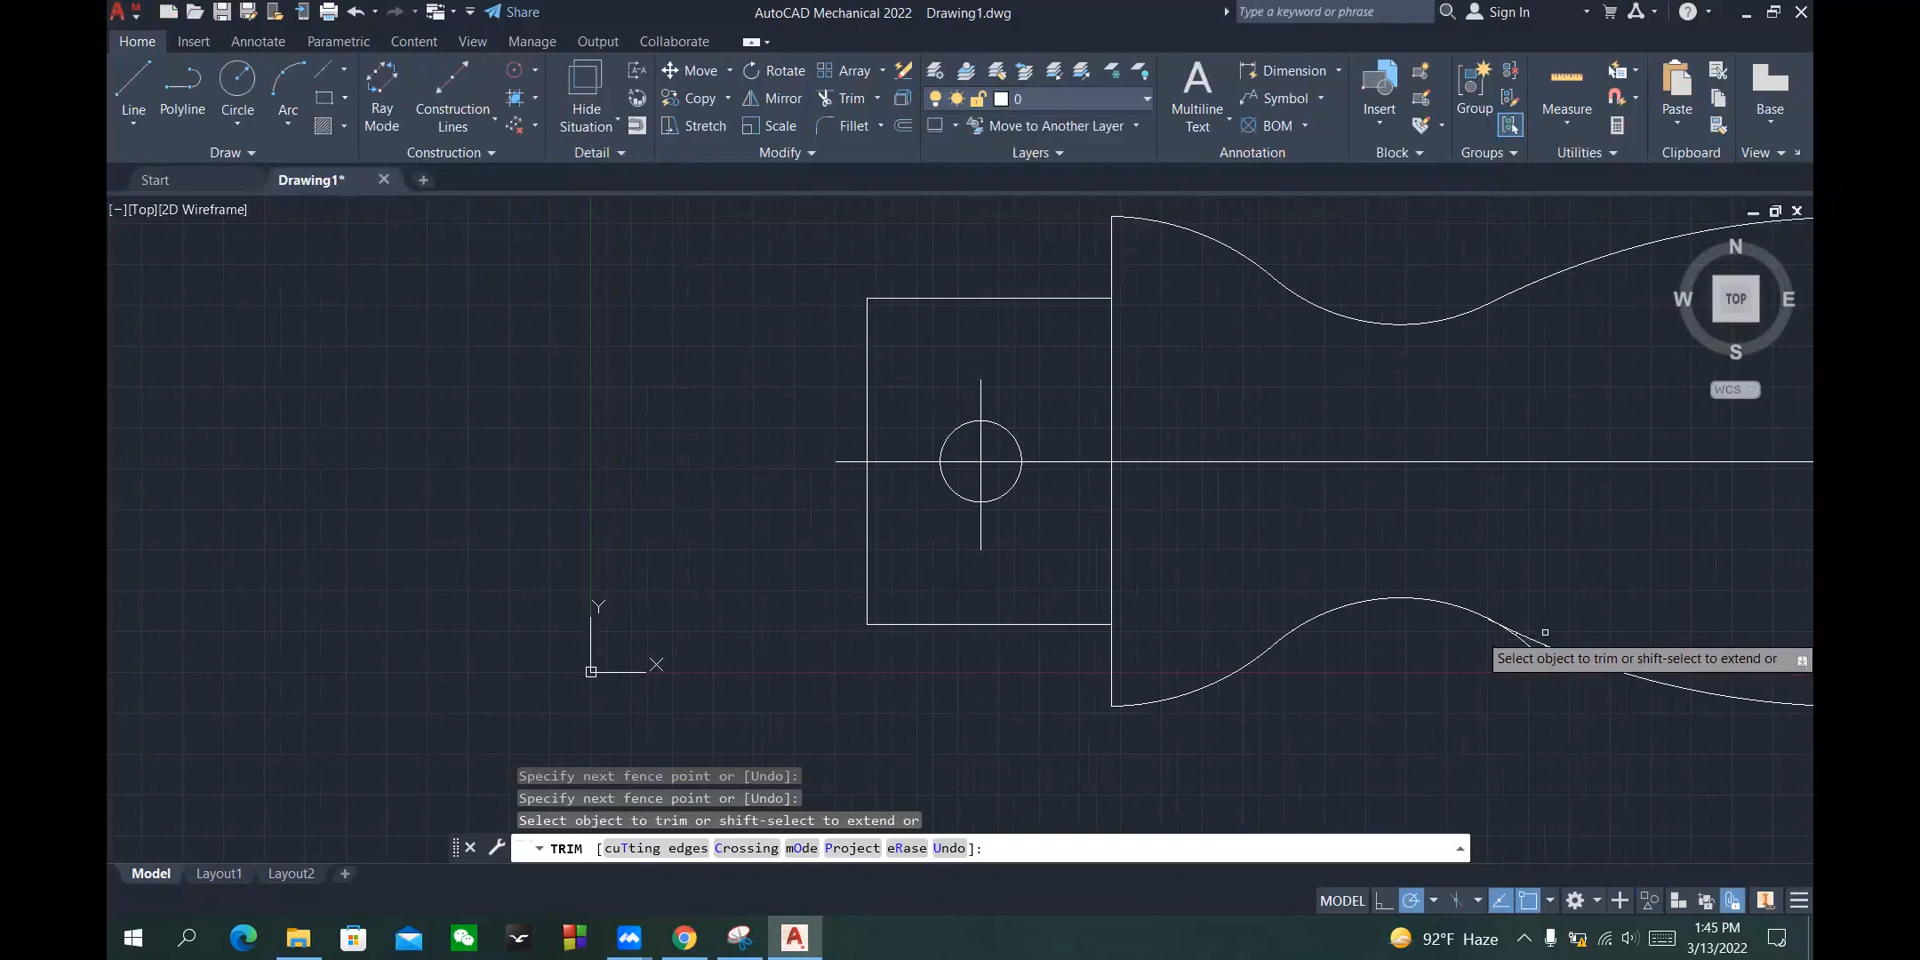 Share
AutoCAD Mechanical 2022 Drawing1.dwg
Type a keyword or phrase
Sign In
Home Insert Annotate Parametric Content View Manage Output Collaborate
Line Polyline Circle Arc
Draw
Ray Mode
Construction Lines
Construction
Hide Situation
Detail
Move Rotate Array
Copy Mirror Trim
Stretch Scale Fillet
Modify
0
Move to Another Layer
Layers
Multiline Text
Dimension
Symbol
BOM
Annotation
Insert
Block
Group
Groups
Measure
Utilities
Paste
Clipboard
Base
View
Start Drawing1*
[−][Top][2D Wireframe]
N
W TOP E
S
WCS
Y
X
Select object to trim or shift-select to extend or
Specify next fence point or [Undo]:
Specify next fence point or [Undo]:
Select object to trim or shift-select to extend or
TRIM [cuTting edges Crossing mOde Project eRase Undo]:
Model Layout1 Layout2
MODEL
92°F Haze
1:45 PM
3/13/2022